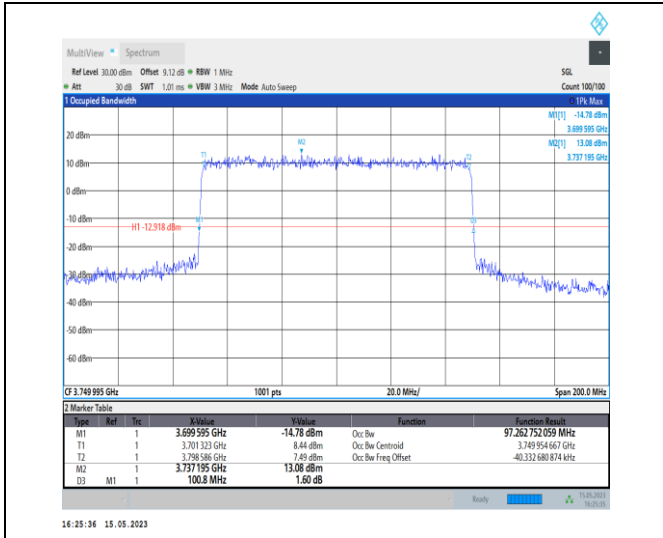 MultiView Spectrum
Ref Level 30.00 dBm Offset 9.12 dB RBW 1 MHz SGL
Att 30 dB SWT 1.01 ms VBW 3 MHz Mode Auto Sweep Count 100/100
1 Occupied Bandwidth 1Pk Max
M1[1] -14.78 dBm
3.699 595 GHz
M2[1] 13.08 dBm
3.737 195 GHz
20 dBm
M2
T1
T2
10 dBm
0 dBm
-10 dBm
M1
D3
H1 -12.918 dBm
-30 dBm
-40 dBm
-50 dBm
-60 dBm
CF 3.749 995 GHz 1001 pts 20.0 MHz/ Span 200.0 MHz
2 Marker Table
Type Ref Trc X-Value Y-Value Function Function Result
M1 1 3.699 595 GHz -14.78 dBm Occ Bw 97.262 752 059 MHz
T1 1 3.701 323 GHz 8.44 dBm Occ Bw Centroid 3.749 954 667 GHz
T2 1 3.798 586 GHz 7.49 dBm Occ Bw Freq Offset -40.332 680 874 kHz
M2 1 3.737 195 GHz 13.08 dBm
D3 M1 1 100.8 MHz 1.60 dB
Ready 15.05.2023
16:25:35
16:25:36 15.05.2023